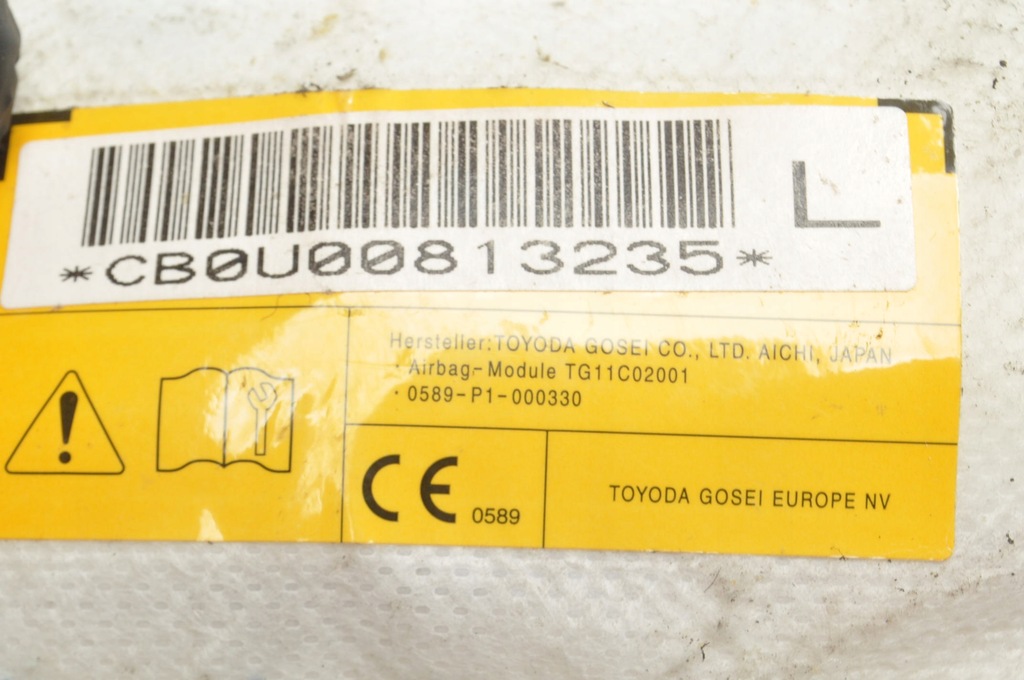 L
*CB0U00813235*
Hersteller:TOYODA GOSEI CO., LTD. AICHI, JAPAN
· Airbag-Module TG11C02001
· 0589-P1-000330
CE 0589
TOYODA GOSEI EUROPE NV